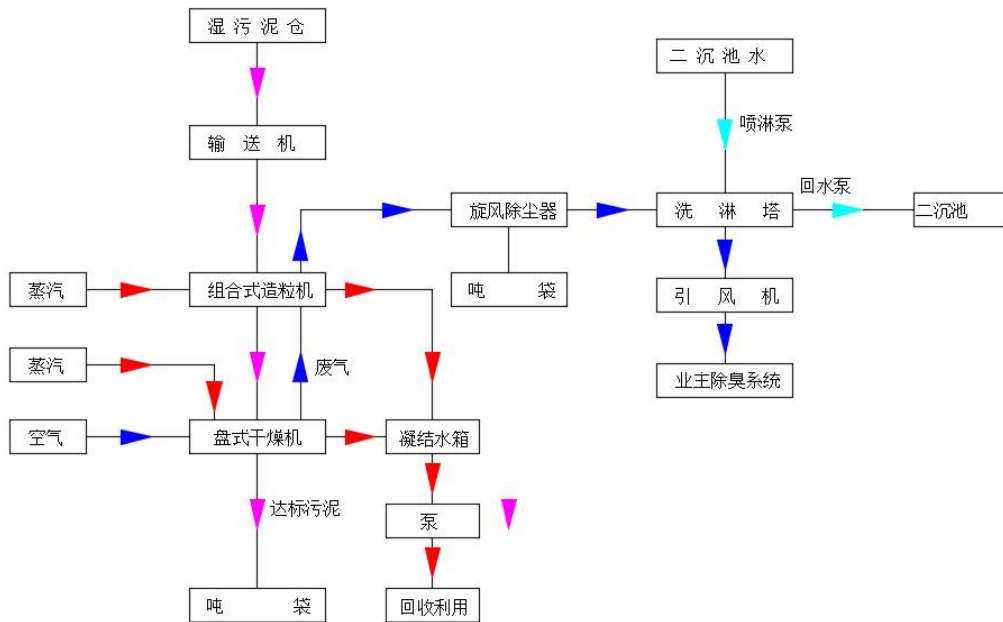 湿污泥仓
二沉池水
喷淋泵
输送机
回水泵
旋风除尘器
洗淋塔
二沉池
蒸汽
组合式造粒机
吨袋
引风机
蒸汽
废气
业主除臭系统
空气
盘式干燥机
凝结水箱
达标污泥
泵
吨袋
回收利用